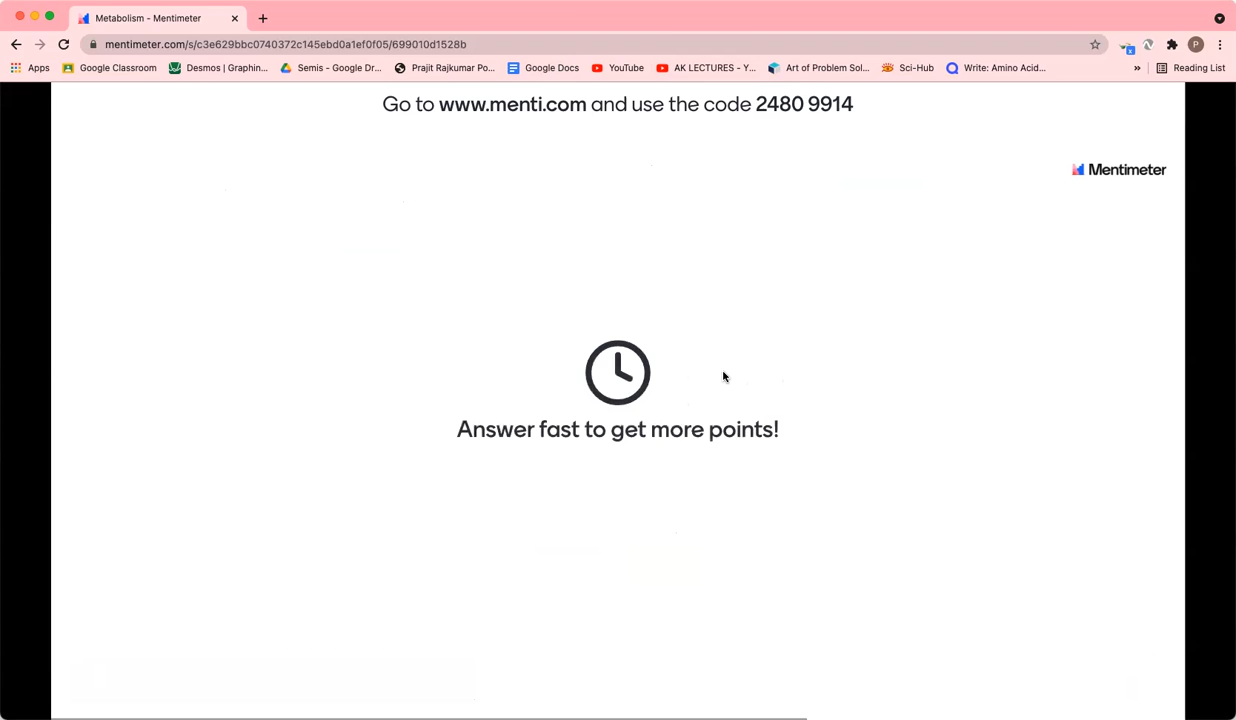 Metabolism - Mentimeter
mentimeter.com/s/c3e629bbc0740372c145ebd0a1ef0f05/699010d1528b
P
Apps Google Classroom Desmos | Graphin... Semis - Google Dr... Prajit Rajkumar Po... Google Docs YouTube AK LECTURES - Y... Art of Problem Sol... Sci-Hub Write: Amino Acid... » Reading List
Go to www.menti.com and use the code 2480 9914
Mentimeter
Answer fast to get more points!